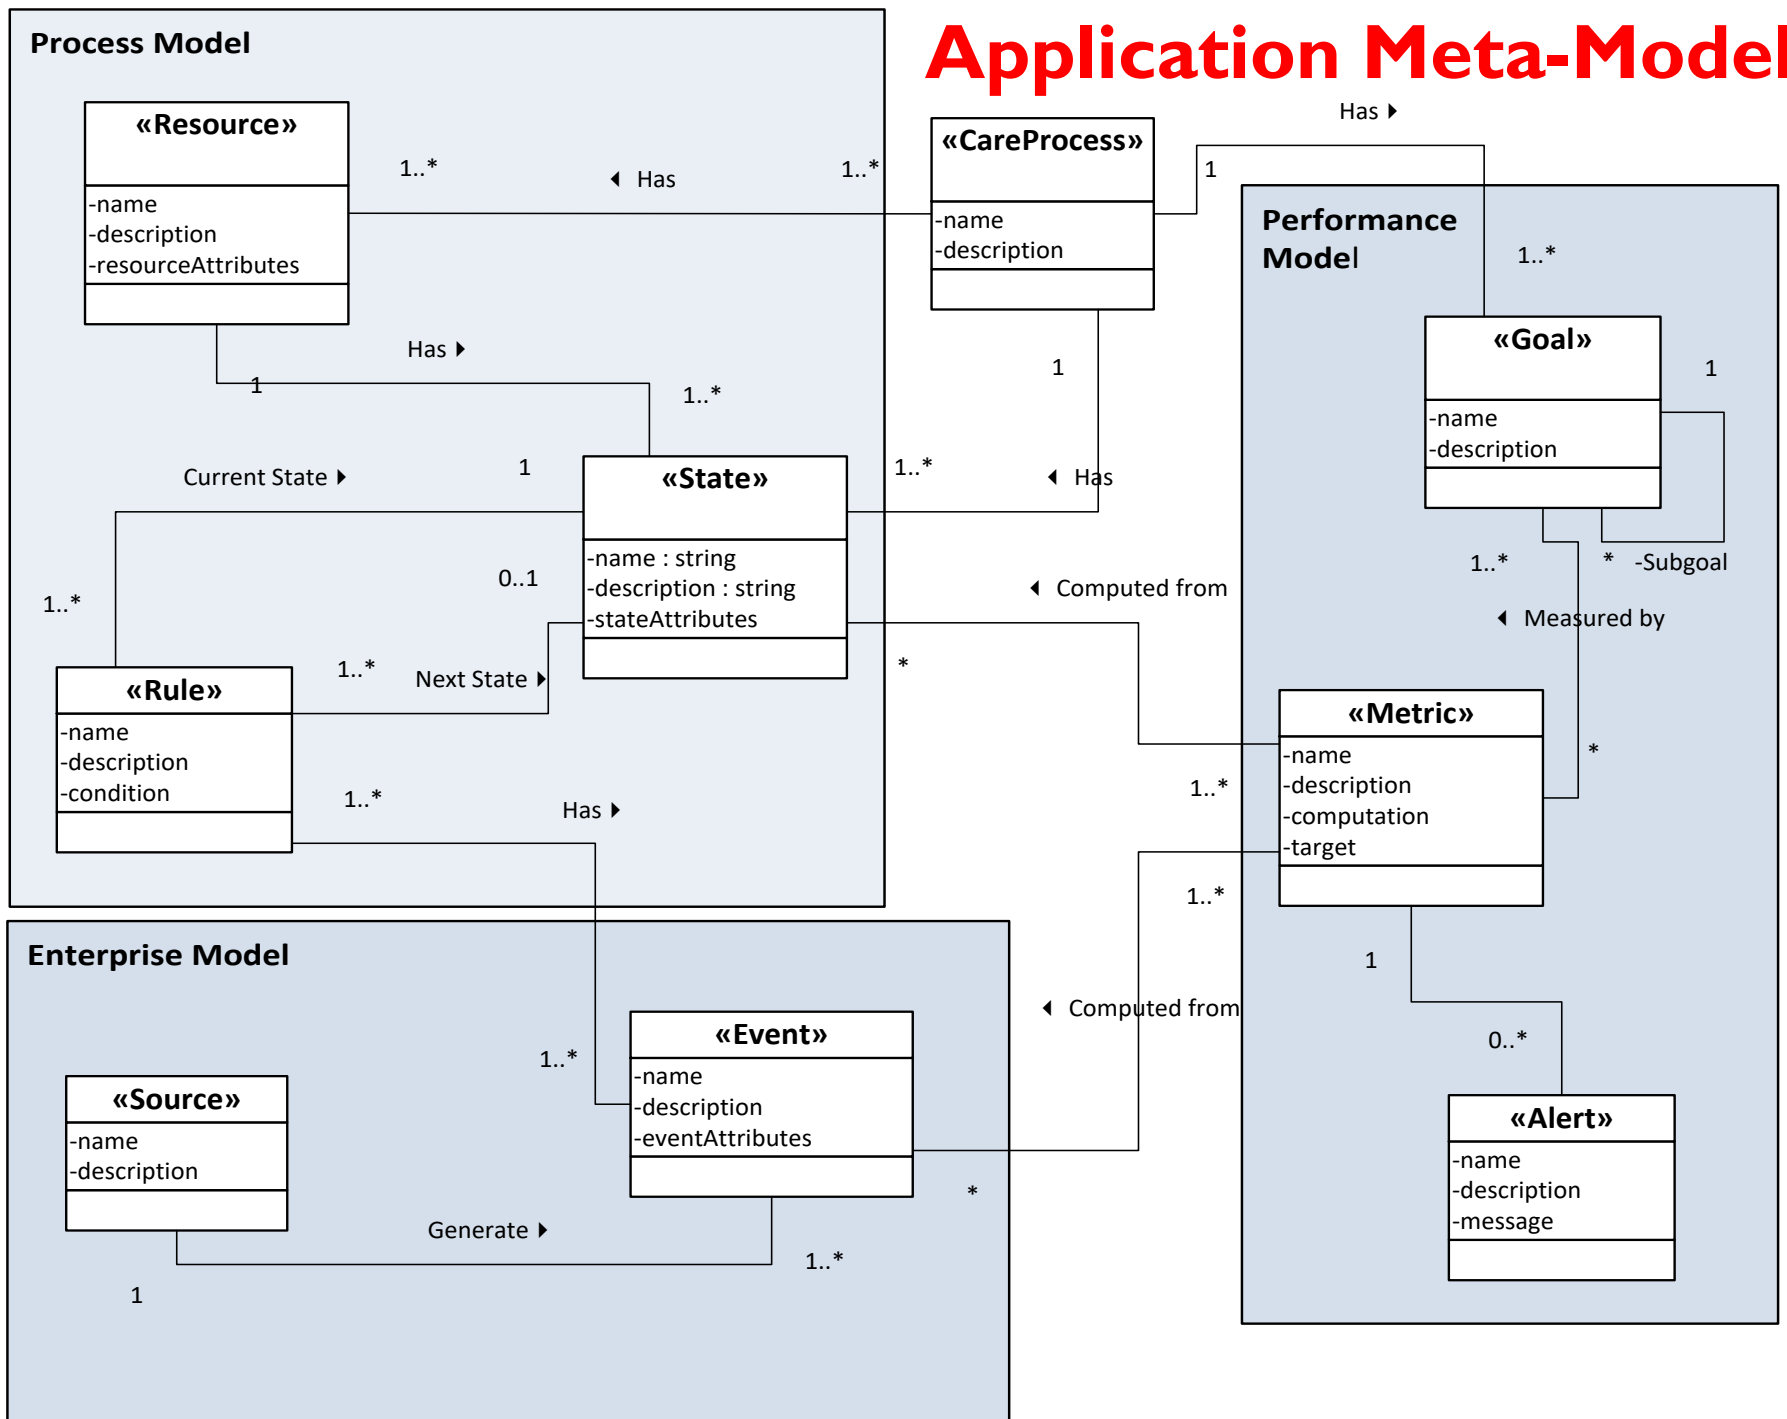 Application Meta-Model
Process Model
«Resource»
-name
-description
-resourceAttributes
1..*
◄ Has
1..*
«CareProcess»
-name
-description
Has ►
1
1..*
Performance
Model
«Goal»
-name
-description
1
* -Subgoal
1..*
◄ Measured by
*
Has ►
1
1..*
1
1..*
◄ Has
Current State ►
1
1..*
«State»
-name : string
-description : string
-stateAttributes
0..1
1..*
Next State ►
◄ Computed from
*
1..*
«Rule»
-name
-description
-condition
1..*
Has ►
1..*
«Metric»
-name
-description
-computation
-target
1..*
◄ Computed from
*
1
0..*
«Alert»
-name
-description
-message
Enterprise Model
«Event»
-name
-description
-eventAttributes
«Source»
-name
-description
Generate ►
1
1..*